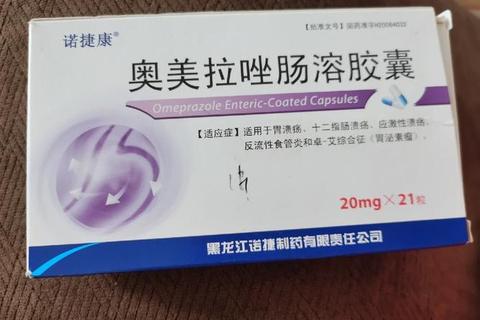 诺捷康®
【批准文号】国药准字H20084022
奥美拉唑肠溶胶囊
Omeprazole Enteric-Coated Capsules
【适应症】适用于胃溃疡、十二指肠溃疡、应激性溃疡、
反流性食管炎和卓-艾综合征（胃泌素瘤）。
20mg×21粒
黑龙江诺捷制药有限责任公司